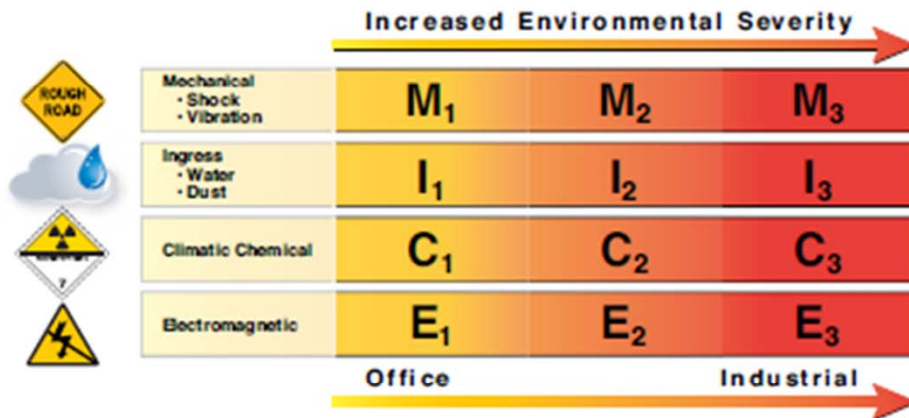 Increased Environmental Severity
ROUGH
ROAD
Mechanical
• Shock
• Vibration
M₁ M₂ M₃
Ingress
• Water
• Dust
I₁ I₂ I₃
7
Climatic Chemical
C₁ C₂ C₃
Electromagnetic
E₁ E₂ E₃
Office Industrial